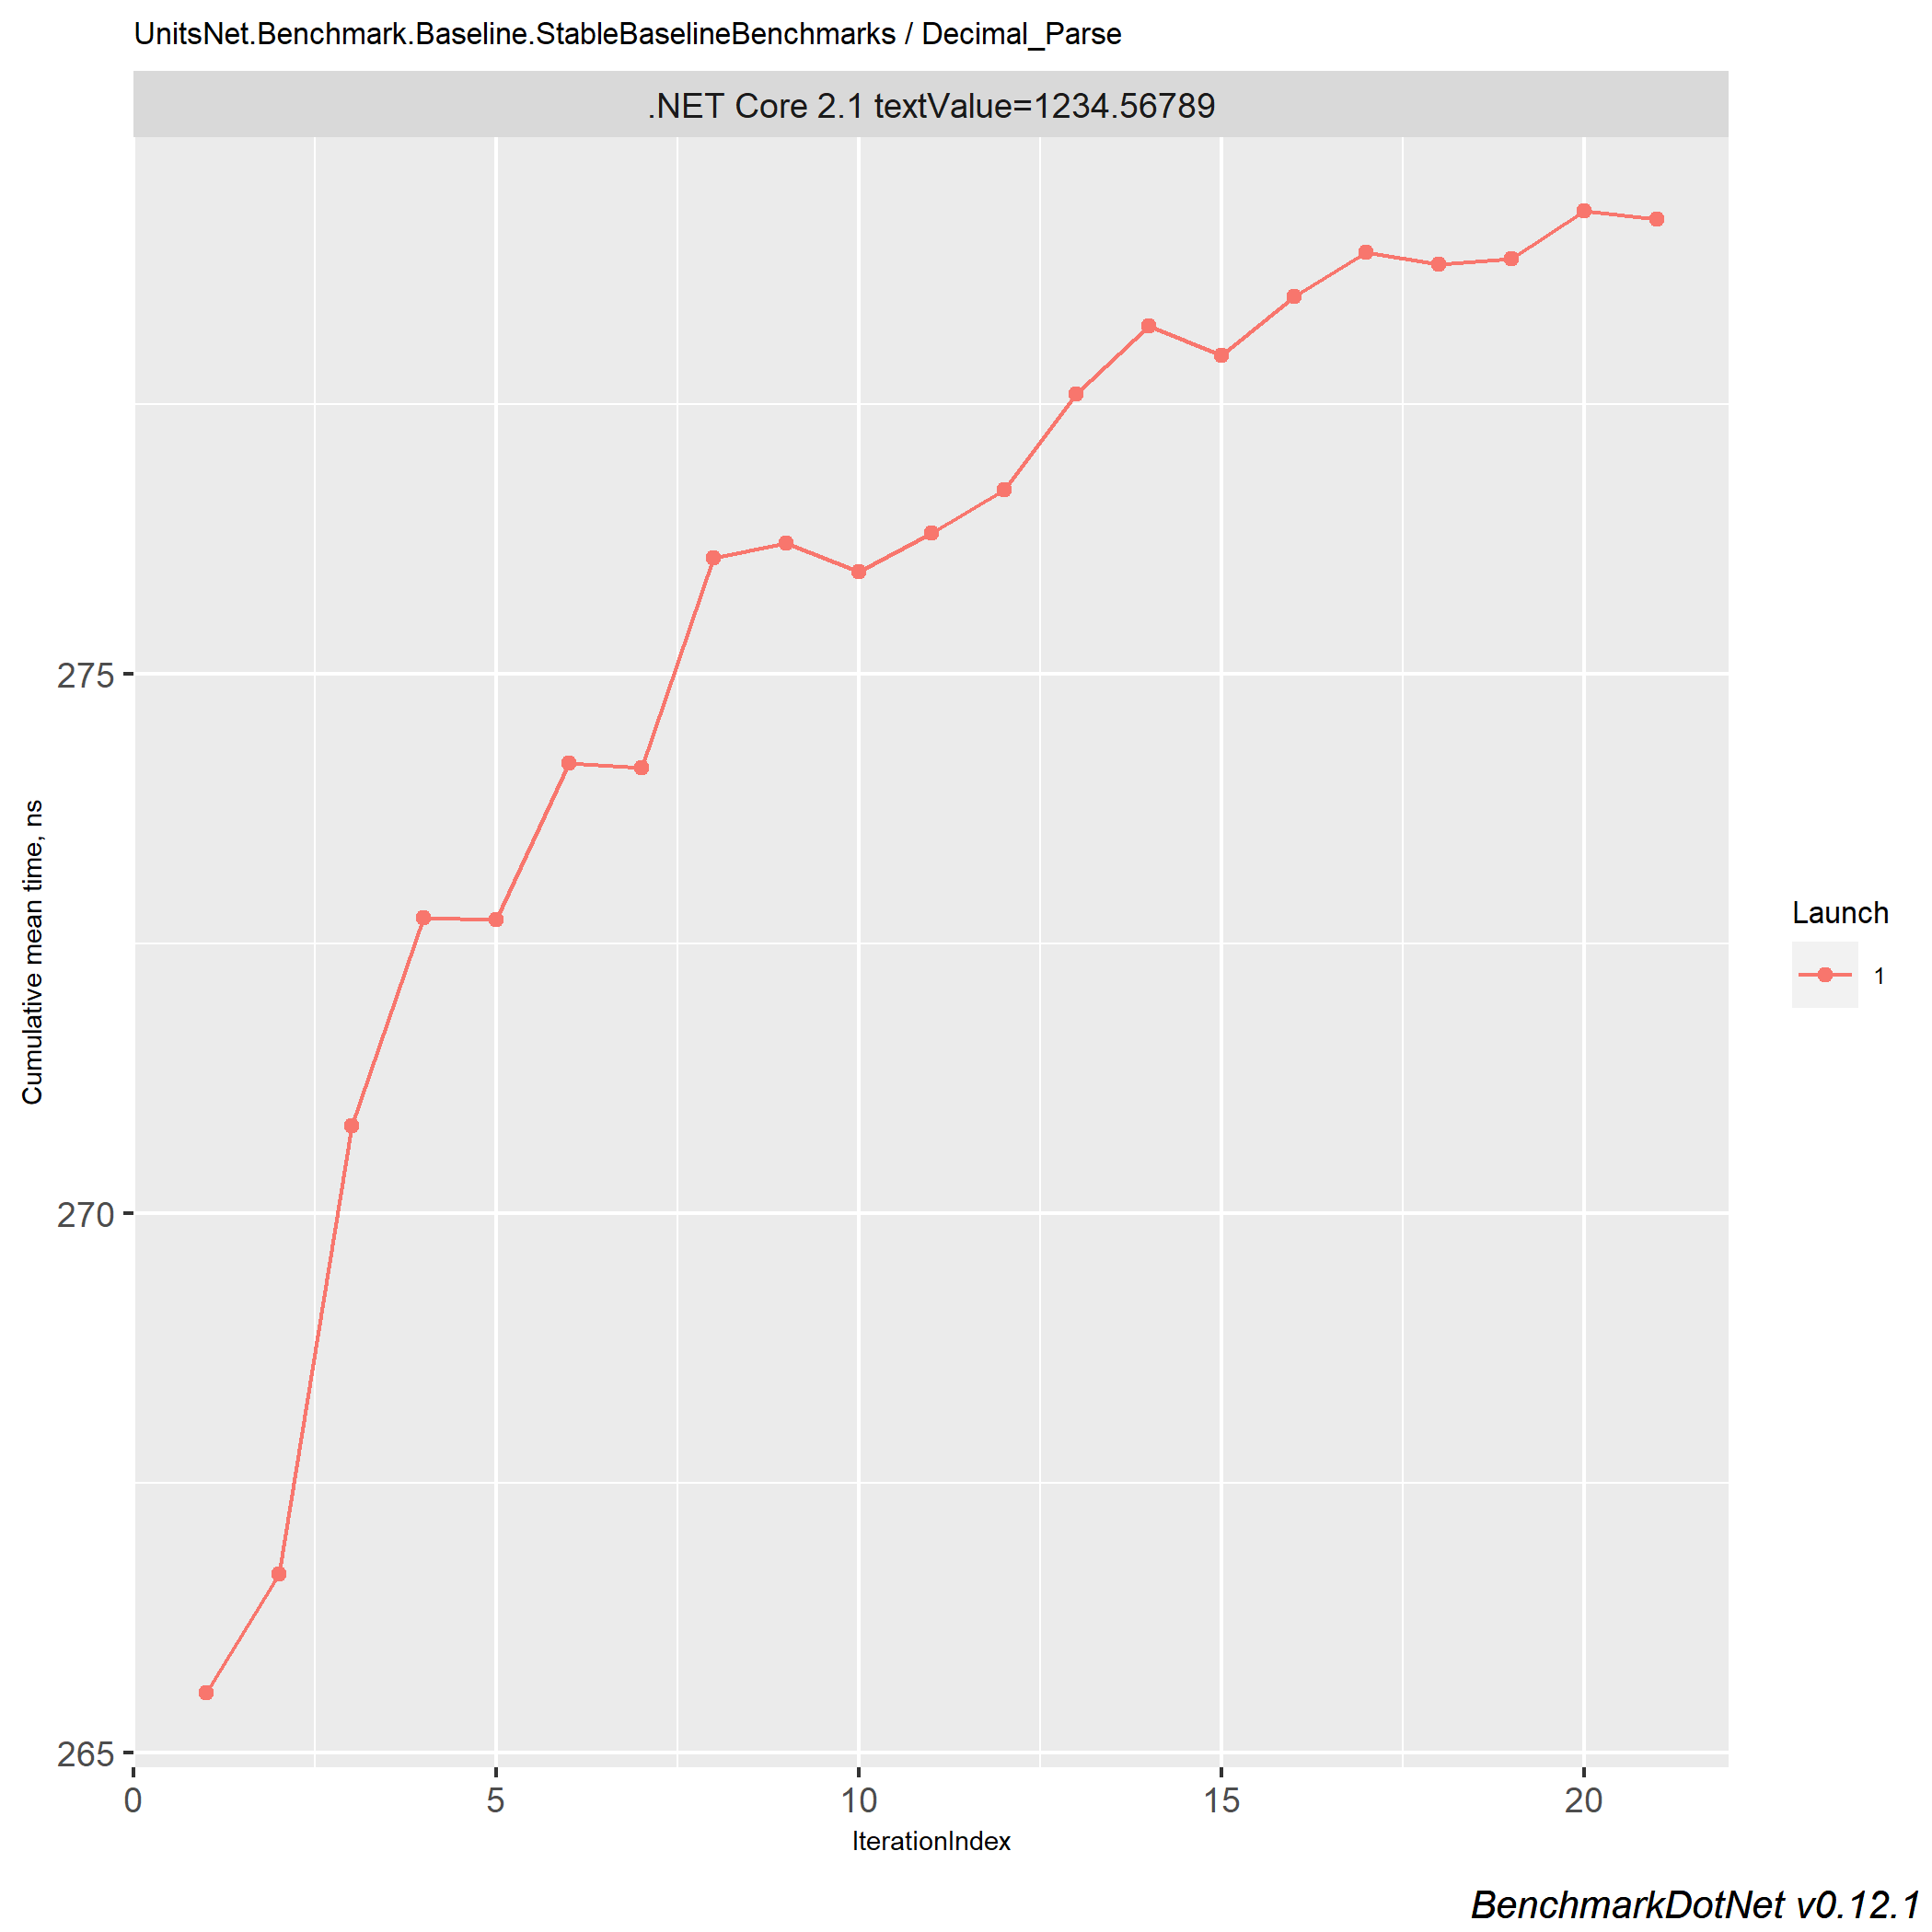 UnitsNet.Benchmark.Baseline.StableBaselineBenchmarks / Decimal_Parse
.NET Core 2.1 textValue=1234.56789
275
270
265
Cumulative mean time, ns
0 5 10 15 20
IterationIndex
Launch
1
BenchmarkDotNet v0.12.1